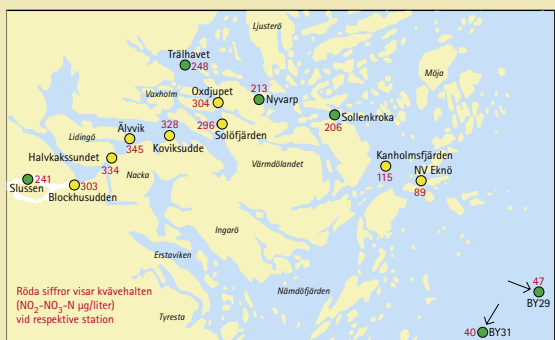 Ljusterö
Trälhavet
248
Möja
Vaxholm
Oxdjupet
304
213
Nyvarp
Sollenkroka
206
Lidingö
Älvvik
345
328
Koviksudde
296
Solöfjärden
Halvkakssundet
334
Värmdölandet
Kanholmsfjärden
115
NV Eknö
89
Slussen
241
Nacka
303
Blockhusudden
Ingarö
Erstaviken
Nämdöfjärden
47
BY29
Röda siffror visar kvävehalten
(NO2-NO3-N µg/liter)
vid respektive station
Tyresta
40
BY31